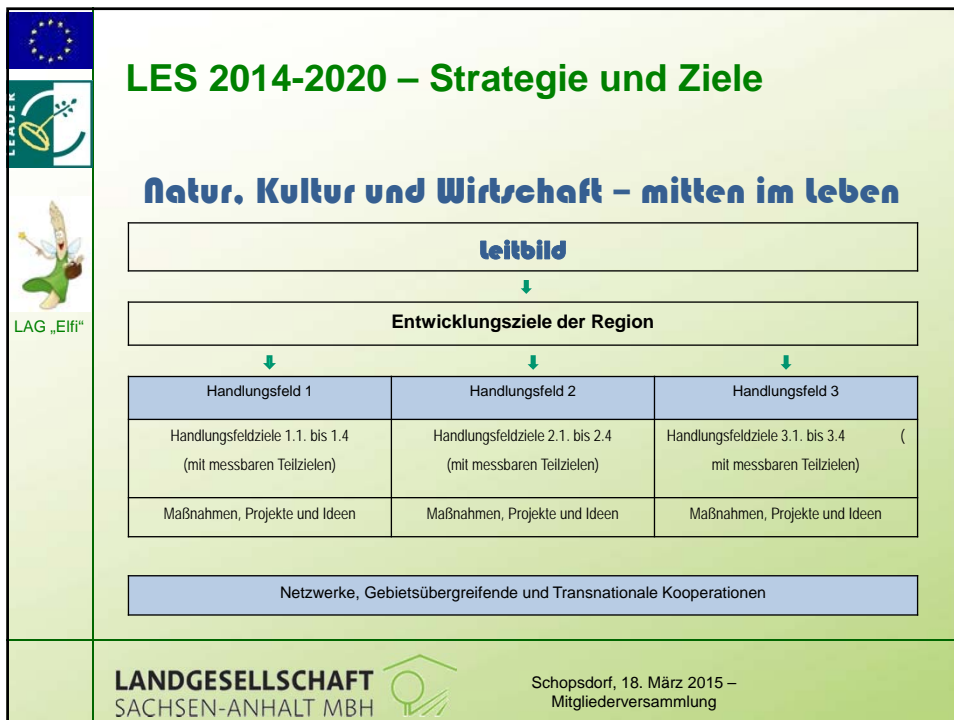 LEADER
LAG „Elfi“
LES 2014-2020 – Strategie und Ziele
Natur, Kultur und Wirtschaft – mitten im Leben
Leitbild
Entwicklungsziele der Region
Handlungsfeld 1
Handlungsfeld 2
Handlungsfeld 3
Handlungsfeldziele 1.1. bis 1.4
(mit messbaren Teilzielen)
Handlungsfeldziele 2.1. bis 2.4
(mit messbaren Teilzielen)
Handlungsfeldziele 3.1. bis 3.4 (
mit messbaren Teilzielen)
Maßnahmen, Projekte und Ideen
Maßnahmen, Projekte und Ideen
Maßnahmen, Projekte und Ideen
Netzwerke, Gebietsübergreifende und Transnationale Kooperationen
LANDGESELLSCHAFT
SACHSEN-ANHALT MBH
Schopsdorf, 18. März 2015 –
Mitgliederversammlung